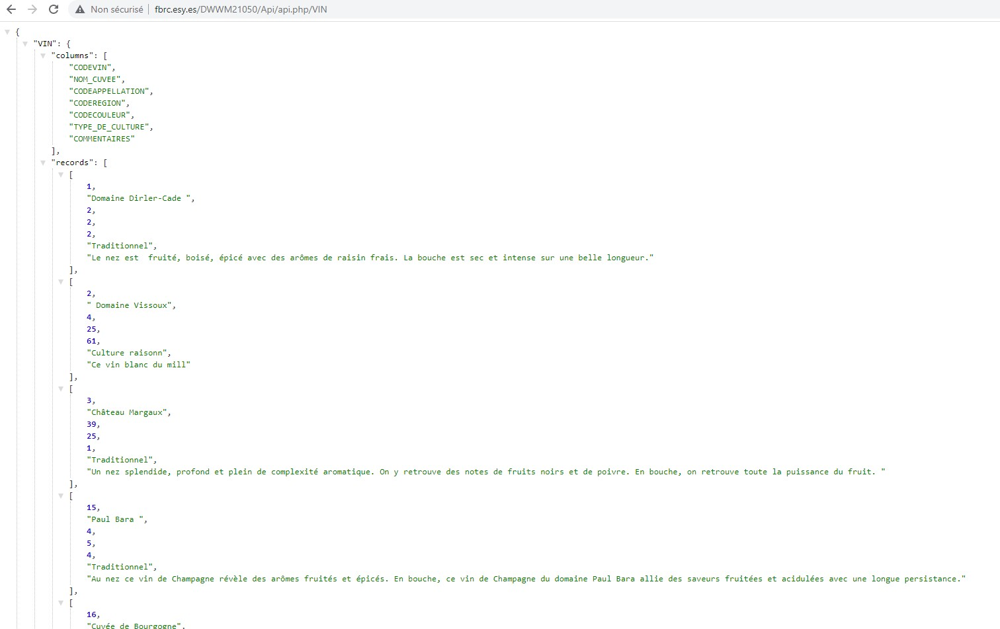 Non sécurisé | fbrc.esy.es/DWWM21050/Api/api.php/VIN
{
"VIN": {
"columns": [
"CODEVIN",
"NOM_CUVEE",
"CODEAPPELLATION",
"CODEREGION",
"CODECOULEUR",
"TYPE_DE_CULTURE",
"COMMENTAIRES"
],
"records": [
[
1,
"Domaine Dirler-Cade ",
2,
2,
2,
"Traditionnel",
"Le nez est  fruité, boisé, épicé avec des arômes de raisin frais. La bouche est sec et intense sur une belle longueur."
],
[
2,
" Domaine Vissoux",
4,
25,
61,
"Culture raisonn",
"Ce vin blanc du mill"
],
[
3,
"Château Margaux",
39,
25,
1,
"Traditionnel",
"Un nez splendide, profond et plein de complexité aromatique. On y retrouve des notes de fruits noirs et de poivre. En bouche, on retrouve toute la puissance du fruit. "
],
[
15,
"Paul Bara ",
4,
5,
4,
"Traditionnel",
"Au nez ce vin de Champagne révèle des arômes fruités et épicés. En bouche, ce vin de Champagne du domaine Paul Bara allie des saveurs fruitées et acidulées avec une longue persistance."
],
[
16,
"Cuvée de Bourgogne",